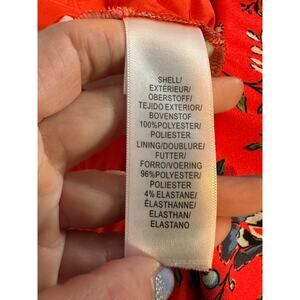 SHELL/
EXTÉRIEUR/
OBERSTOFF/
TEJIDO EXTERIOR/
BOVENSTOF
100%POLYESTER/
POLIESTER
LINING/DOUBLURE/
FUTTER/
FORRO/VOERING
96%POLYESTER/
POLIESTER
4% ELASTANE/
ÉLASTHANNE/
ELASTHAN/
ELASTANO